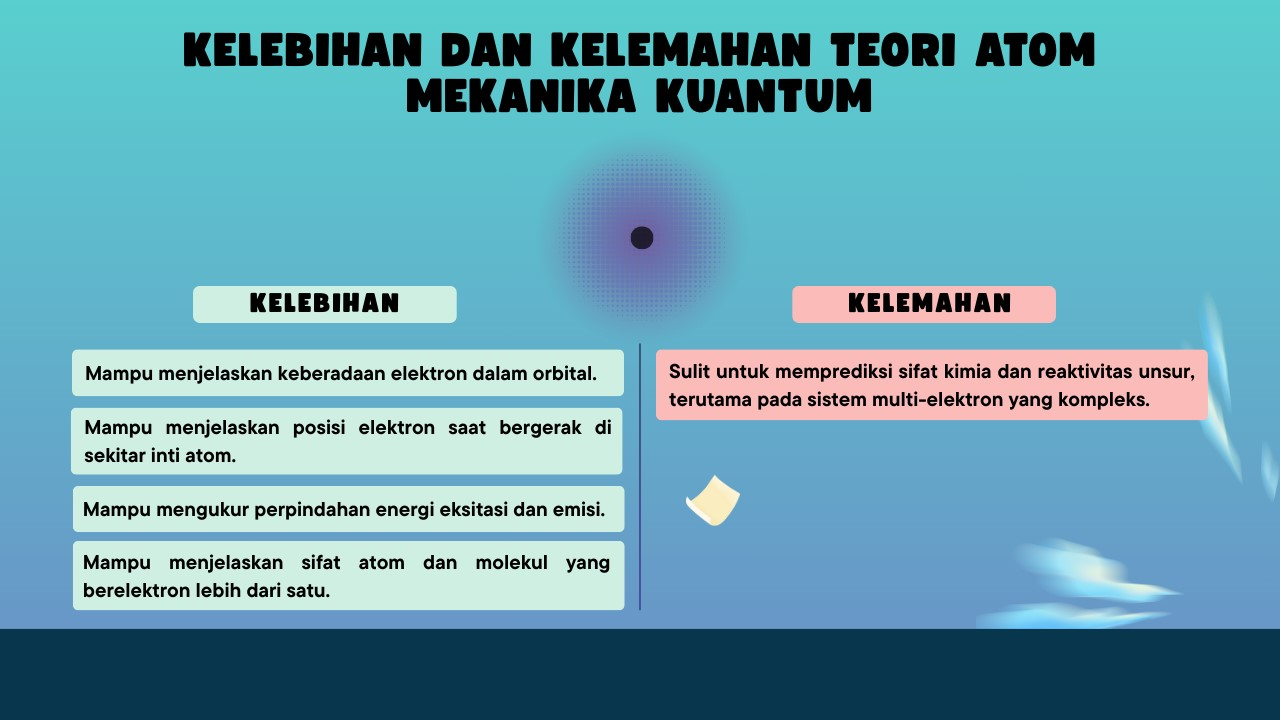 KELEBIHAN DAN KELEMAHAN TEORI ATOM
MEKANIKA KUANTUM
KELEBIHAN
Mampu menjelaskan keberadaan elektron dalam orbital.
Mampu menjelaskan posisi elektron saat bergerak di
sekitar inti atom.
Mampu mengukur perpindahan energi eksitasi dan emisi.
Mampu menjelaskan sifat atom dan molekul yang
berelektron lebih dari satu.
KELEMAHAN
Sulit untuk memprediksi sifat kimia dan reaktivitas unsur,
terutama pada sistem multi-elektron yang kompleks.